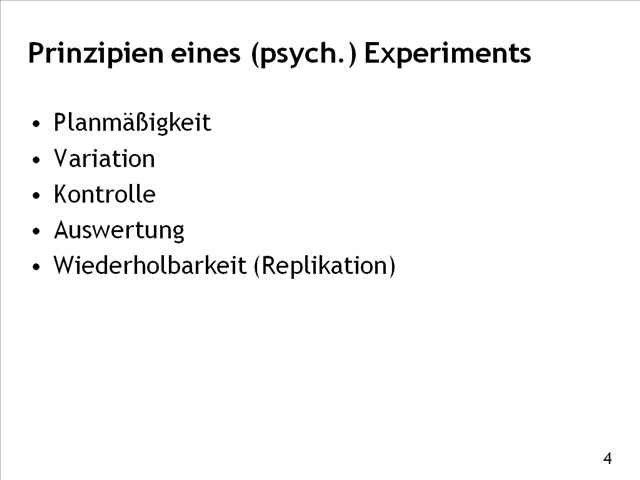 Prinzipien eines (psych.) Experiments
• Planmäßigkeit
• Variation
• Kontrolle
• Auswertung
• Wiederholbarkeit (Replikation)
4